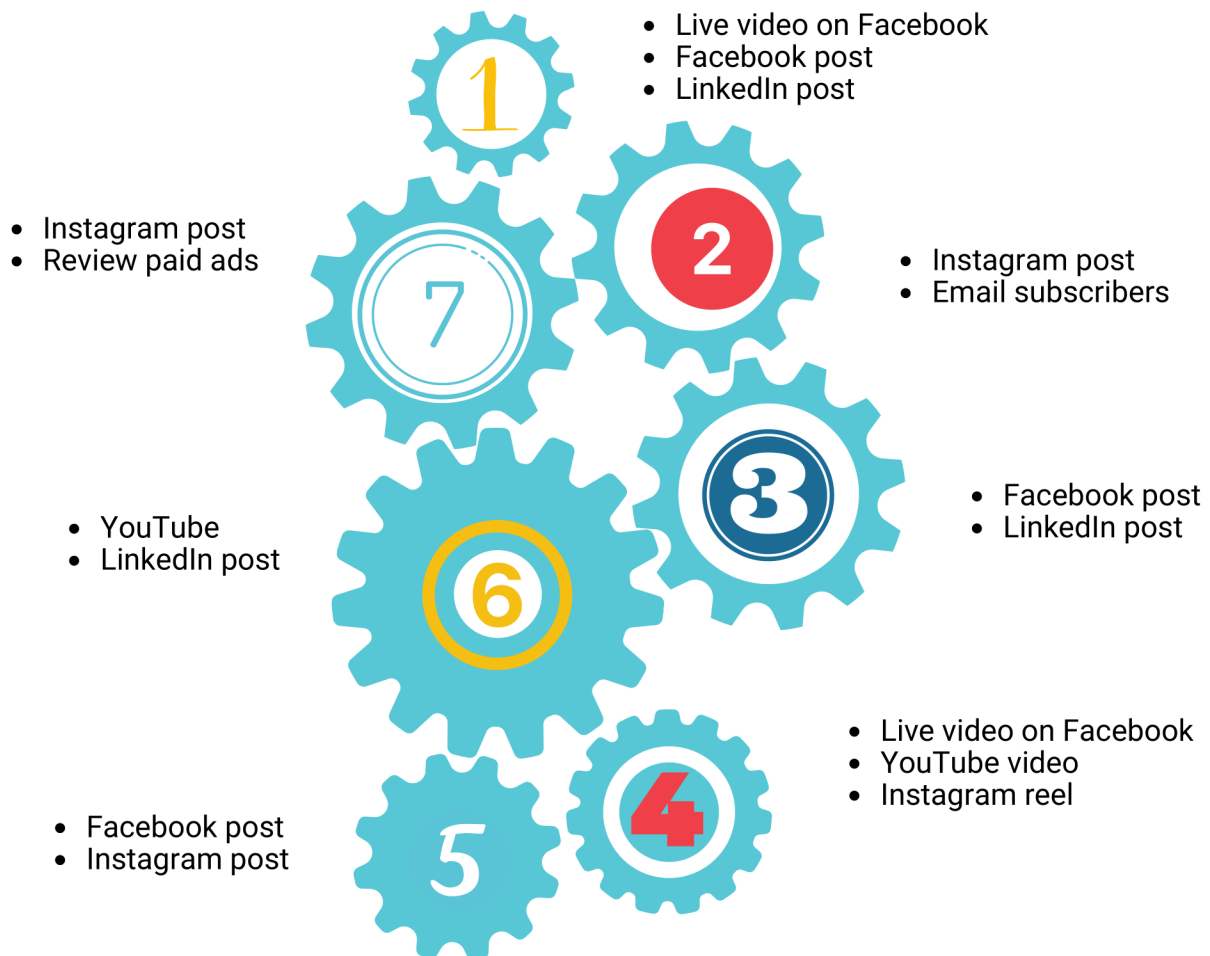 1
• Live video on Facebook
• Facebook post
• LinkedIn post
2
• Instagram post
• Email subscribers
3
• Facebook post
• LinkedIn post
4
• Live video on Facebook
• YouTube video
• Instagram reel
5
• Facebook post
• Instagram post
6
• YouTube
• LinkedIn post
7
• Instagram post
• Review paid ads